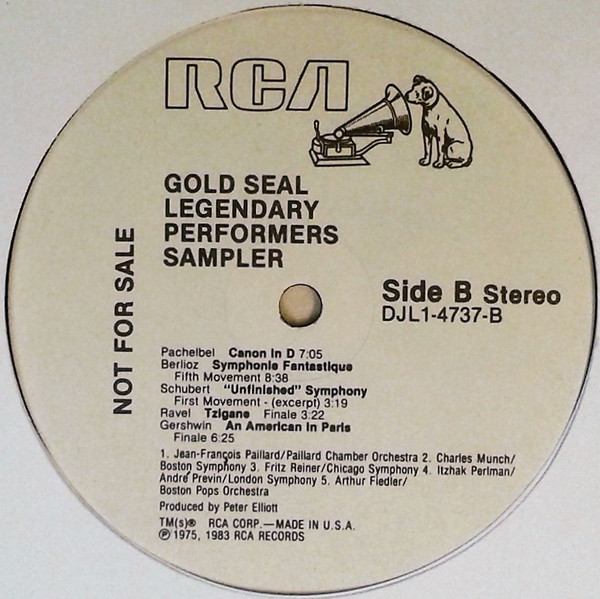 RCA
GOLD SEAL
LEGENDARY
PERFORMERS
SAMPLER
NOT FOR SALE
Side B Stereo
DJL1-4737-B
Pachelbel Canon in D 7:05
Berlioz Symphonie Fantastique
Fifth Movement 8:38
Schubert "Unfinished" Symphony
First Movement - (excerpt) 3:19
Ravel Tzigane Finale 3:22
Gershwin An American in Paris
Finale 6:25
1. Jean-François Paillard/Paillard Chamber Orchestra 2. Charles Munch/
Boston Symphony 3. Fritz Reiner/Chicago Symphony 4. Itzhak Perlman/
André Previn/London Symphony 5. Arthur Fiedler/
Boston Pops Orchestra
Produced by Peter Elliott
TM(s)® RCA CORP.—MADE IN U.S.A.
℗ 1975, 1983 RCA RECORDS